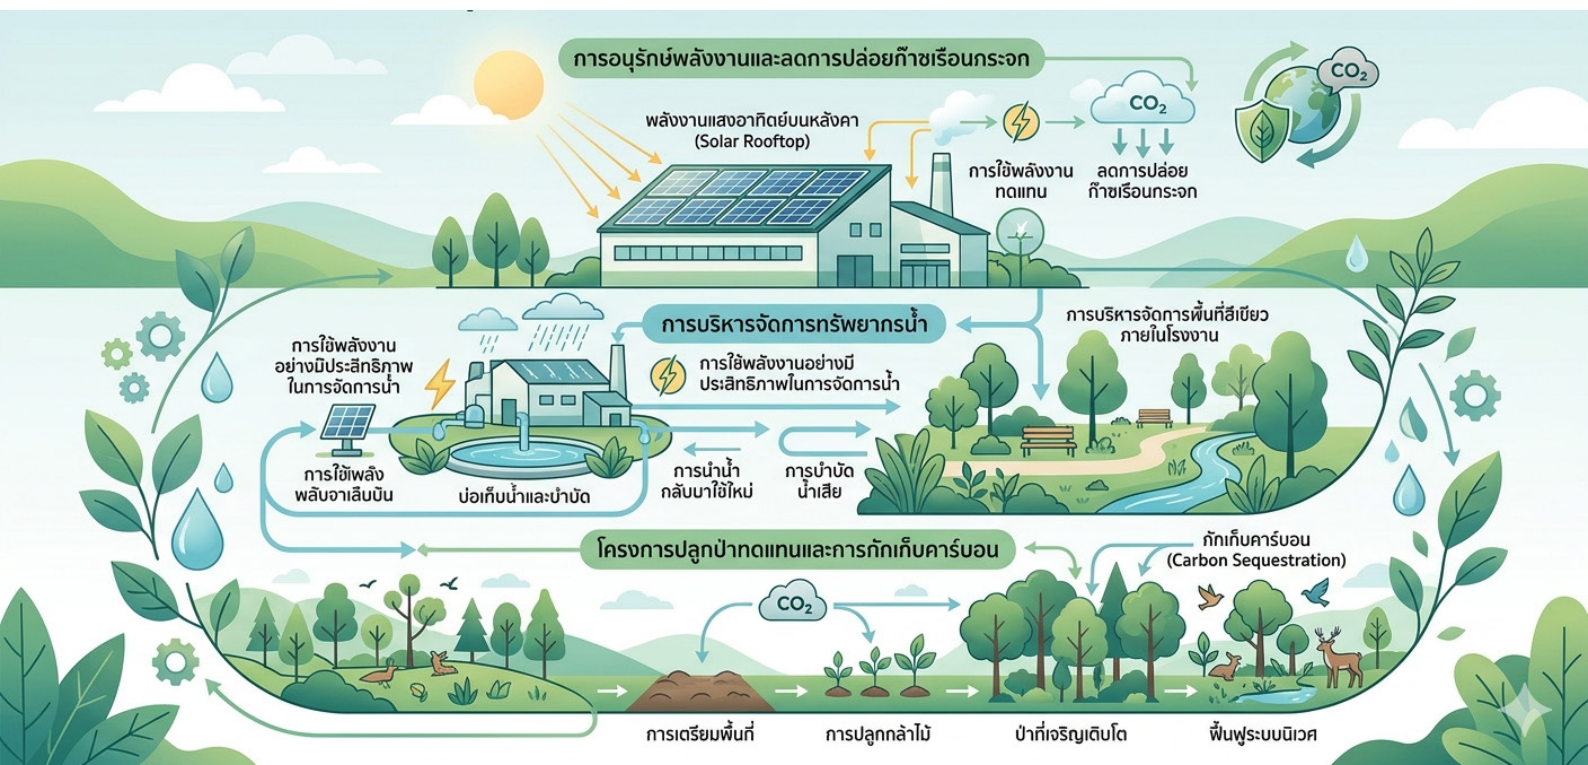 การอนุรักษ์พลังงานและลดการปล่อยก๊าซเรือนกระจก
CO₂
พลังงานแสงอาทิตย์บนหลังคา
(Solar Rooftop)
CO₂
การใช้พลังงาน
ทดแทน
ลดการปล่อย
ก๊าซเรือนกระจก
การบริหารจัดการทรัพยากรน้ำ
การบริหารจัดการพื้นที่สีเขียว
ภายในโรงงาน
การใช้พลังงาน
อย่างมีประสิทธิภาพ
ในการจัดการน้ำ
การใช้พลังงานอย่างมี
ประสิทธิภาพในการจัดการน้ำ
การใช้เพลิง
พลับจาเล็มปัน
บ่อเก็บน้ำและบำบัด
การนำน้ำ
กลับมาใช้ใหม่
การบำบัด
น้ำเสีย
โครงการปลูกป่าทดแทนและการกักเก็บคาร์บอน
กักเก็บคาร์บอน
(Carbon Sequestration)
CO₂
การเตรียมพื้นที่
การปลูกกล้าไม้
ป่าที่เจริญเติบโต
ฟื้นฟูระบบนิเวศ